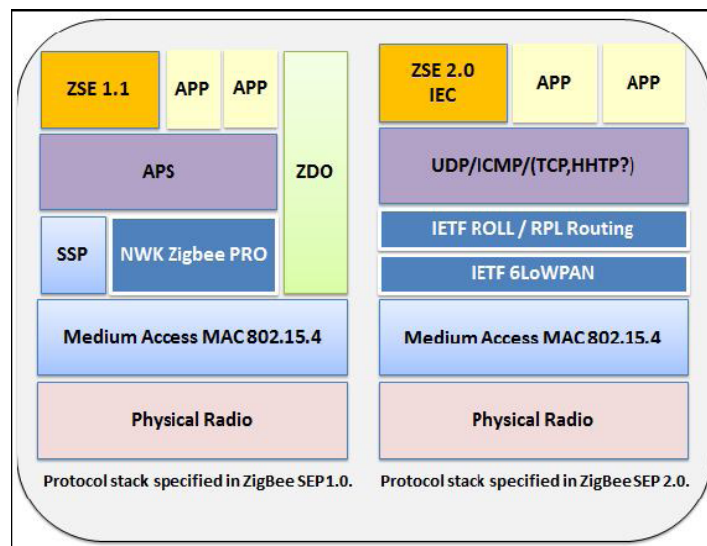 ZSE 1.1
APP
APP
ZDO
APS
SSP
NWK Zigbee PRO
Medium Access MAC 802.15.4
Physical Radio
Protocol stack specified in ZigBee SEP1.0.
ZSE 2.0
IEC
APP
APP
UDP/ICMP/(TCP,HHTP?)
IETF ROLL / RPL Routing
IETF 6LoWPAN
Medium Access MAC 802.15.4
Physical Radio
Protocol stack specified in ZigBee SEP 2.0.